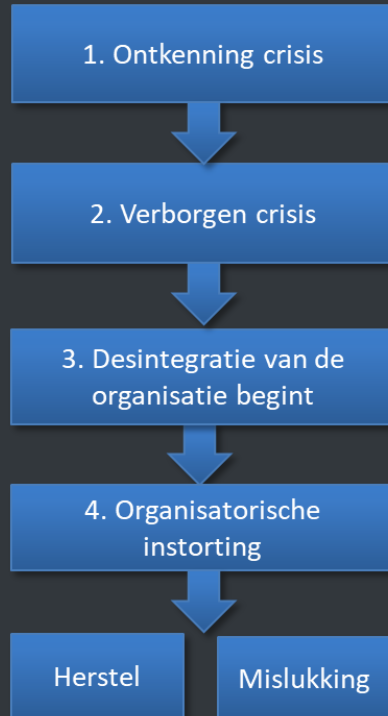 1. Ontkenning crisis
2. Verborgen crisis
3. Desintegratie van de
organisatie begint
4. Organisatorische
instorting
Herstel
Mislukking